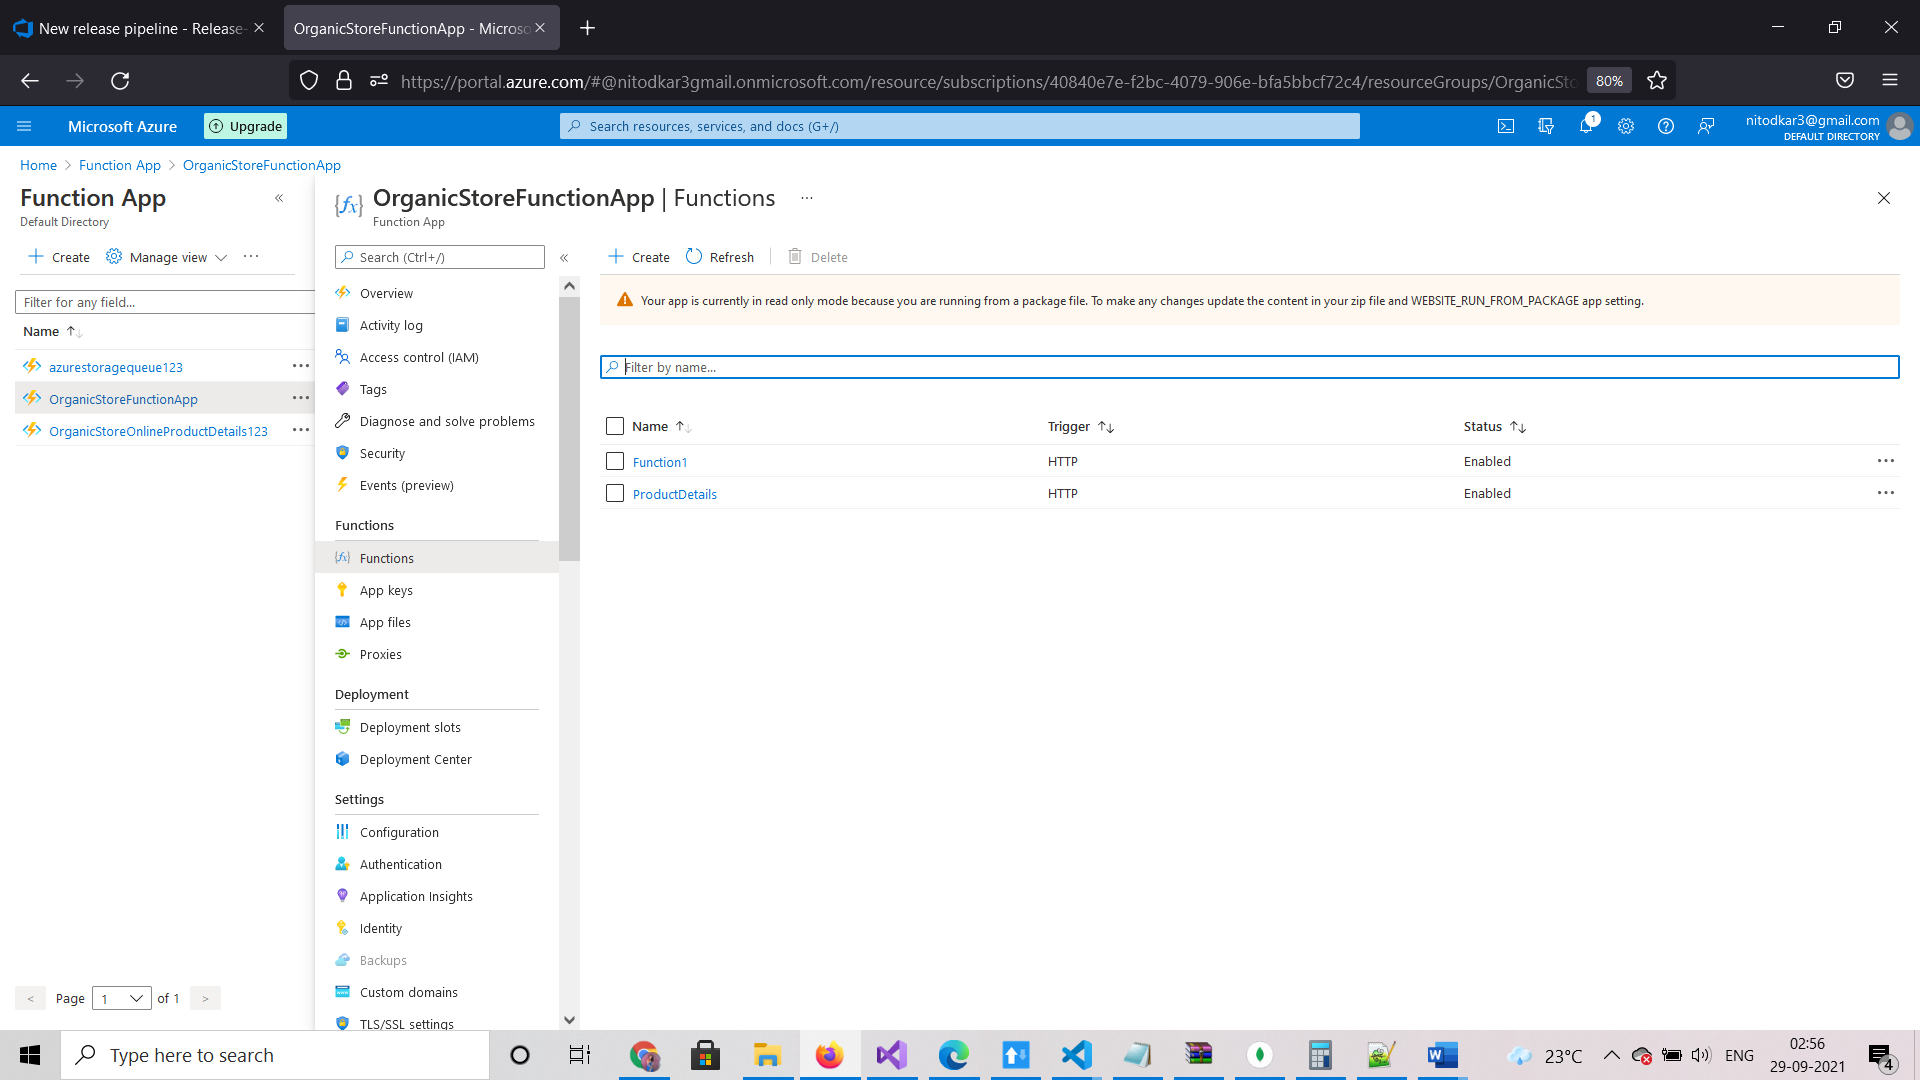 New release pipeline - Release-
OrganicStoreFunctionApp - Microso
https://portal.azure.com/#@nitodkar3gmail.onmicrosoft.com/resource/subscriptions/40840e7e-f2bc-4079-906e-bfa5bbcf72c4/resourceGroups/OrganicSto
80%
Microsoft Azure
Upgrade
Search resources, services, and docs (G+/)
1
nitodkar3@gmail.com
DEFAULT DIRECTORY
Home > Function App > OrganicStoreFunctionApp
Function App
Default Directory
Create
Manage view
Filter for any field...
Name
azurestoragequeue123
OrganicStoreFunctionApp
OrganicStoreOnlineProductDetails123
< Page 1 of 1 >
OrganicStoreFunctionApp | Functions
Function App
Search (Ctrl+/)
Overview
Activity log
Access control (IAM)
Tags
Diagnose and solve problems
Security
Events (preview)
Functions
Functions
App keys
App files
Proxies
Deployment
Deployment slots
Deployment Center
Settings
Configuration
Authentication
Application Insights
Identity
Backups
Custom domains
TLS/SSL settings
Create
Refresh
Delete
Your app is currently in read only mode because you are running from a package file. To make any changes update the content in your zip file and WEBSITE_RUN_FROM_PACKAGE app setting.
Filter by name...
Name Trigger Status
Function1 HTTP Enabled
ProductDetails HTTP Enabled
Type here to search
23°C
ENG
02:56
29-09-2021
4